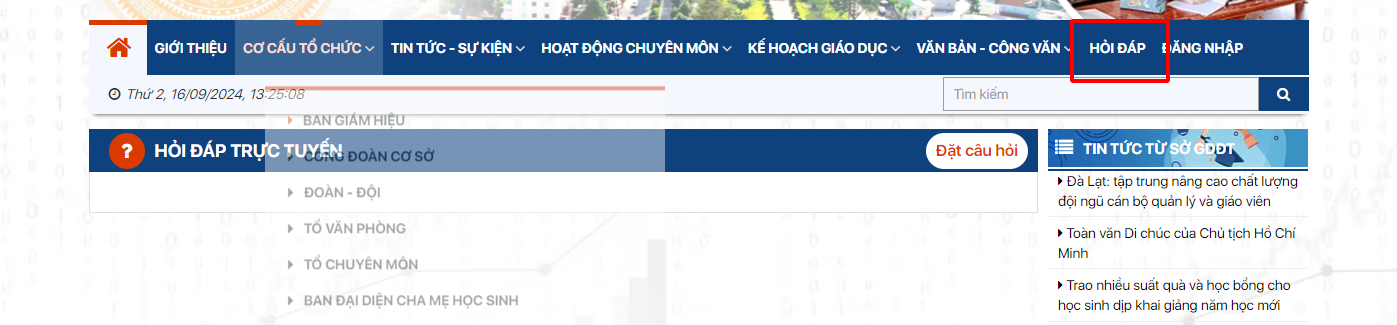 GIỚI THIỆU CƠ CẤU TỔ CHỨC TIN TỨC - SỰ KIỆN HOẠT ĐỘNG CHUYÊN MÔN KẾ HOẠCH GIÁO DỤC VĂN BẢN - CÔNG VĂN HỎI ĐÁP ĐĂNG NHẬP
Thứ 2, 16/09/2024, 13:25:08
Tìm kiếm
BAN GIÁM HIỆU
HỎI ĐÁP TRỰC TUYẾN
Đặt câu hỏi
CÔNG ĐOÀN CƠ SỞ
ĐOÀN - ĐỘI
TỔ VĂN PHÒNG
TỔ CHUYÊN MÔN
BAN ĐẠI DIỆN CHA MẸ HỌC SINH
TIN TỨC TỪ SỞ GDĐT
Đà Lạt: tập trung nâng cao chất lượng
đội ngũ cán bộ quản lý và giáo viên
Toàn văn Di chúc của Chủ tịch Hồ Chí
Minh
Trao nhiều suất quà và học bổng cho
học sinh dịp khai giảng năm học mới